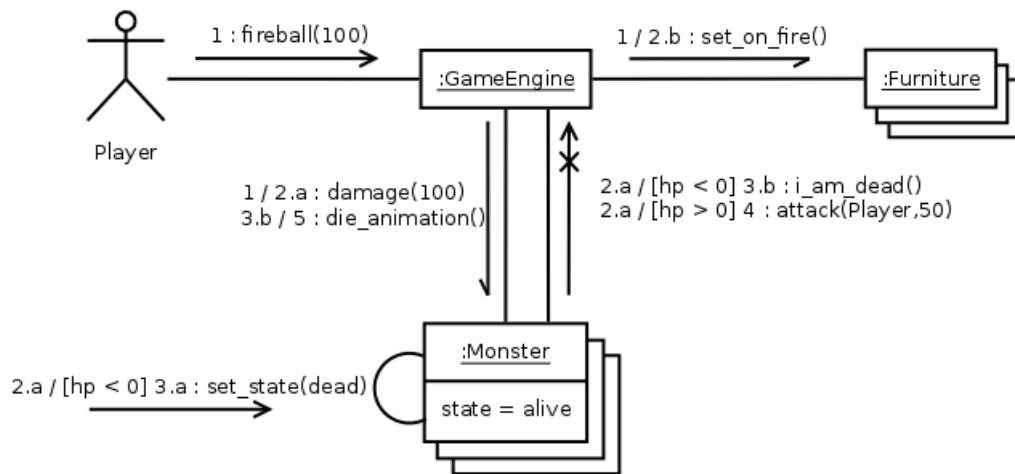 1 : fireball(100)
1 / 2.b : set_on_fire()
:GameEngine
:Furniture
Player
1 / 2.a : damage(100)
3.b / 5 : die_animation()
2.a / [hp < 0] 3.b : i_am_dead()
2.a / [hp > 0] 4 : attack(Player,50)
:Monster
2.a / [hp < 0] 3.a : set_state(dead)
state = alive